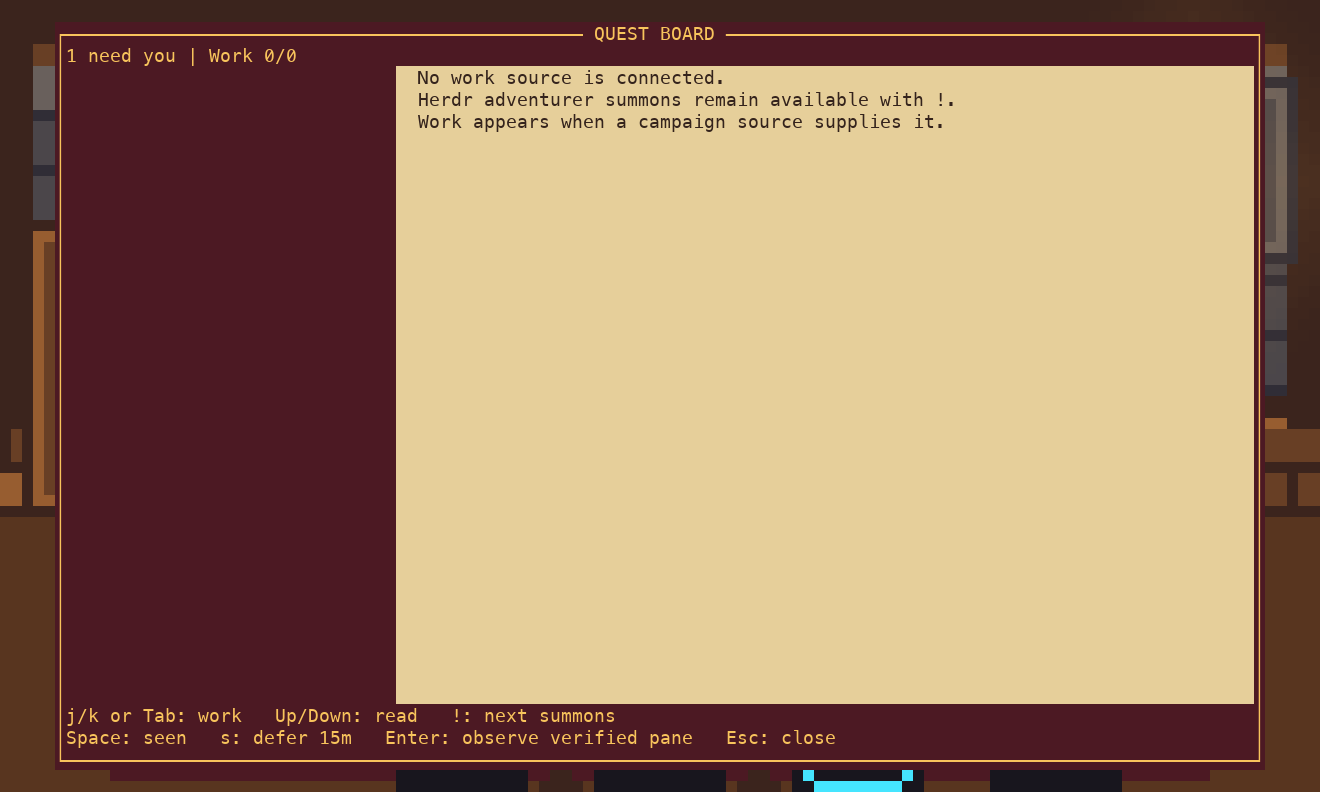 QUEST BOARD
1 need you | Work 0/0
No work source is connected.
Herdr adventurer summons remain available with !.
Work appears when a campaign source supplies it.
j/k or Tab: work   Up/Down: read   !: next summons
Space: seen   s: defer 15m   Enter: observe verified pane   Esc: close